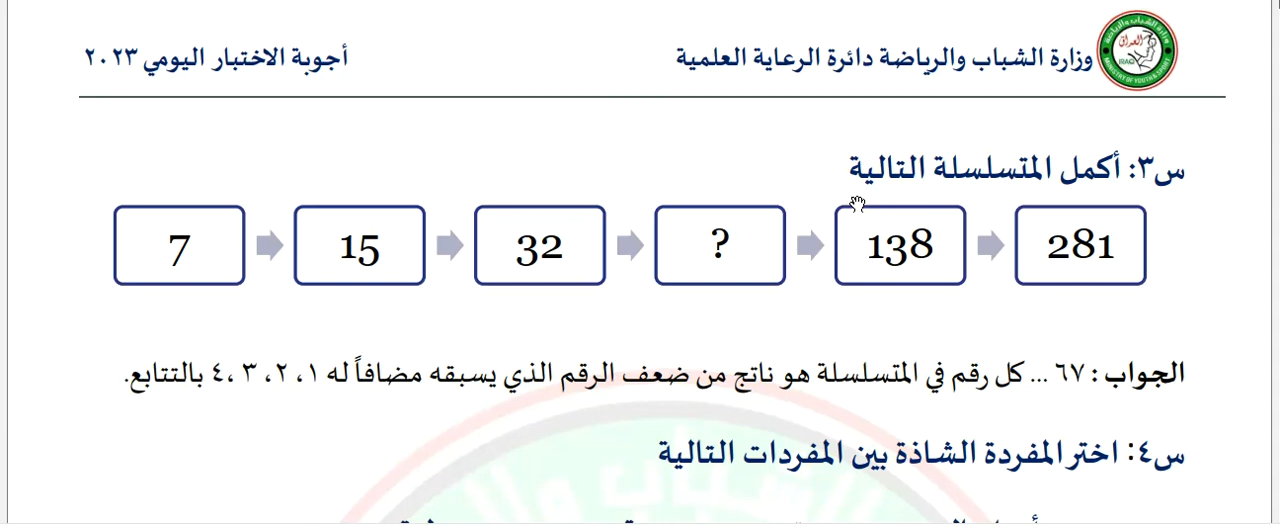 وزارة الشباب والرياضة دائرة الرعاية العلمية
أجوبة الاختبار اليومي ٢٠٢٣
س٣: أكمل المتسلسلة التالية
7 15 32 ? 138 281
الجواب: ٦٧ ... كل رقم في المتسلسلة هو ناتج من ضعف الرقم الذي يسبقه مضافاً له ١، ٢، ٣ ،٤ بالتتابع.
س٤: اختر المفردة الشاذة بين المفردات التالية